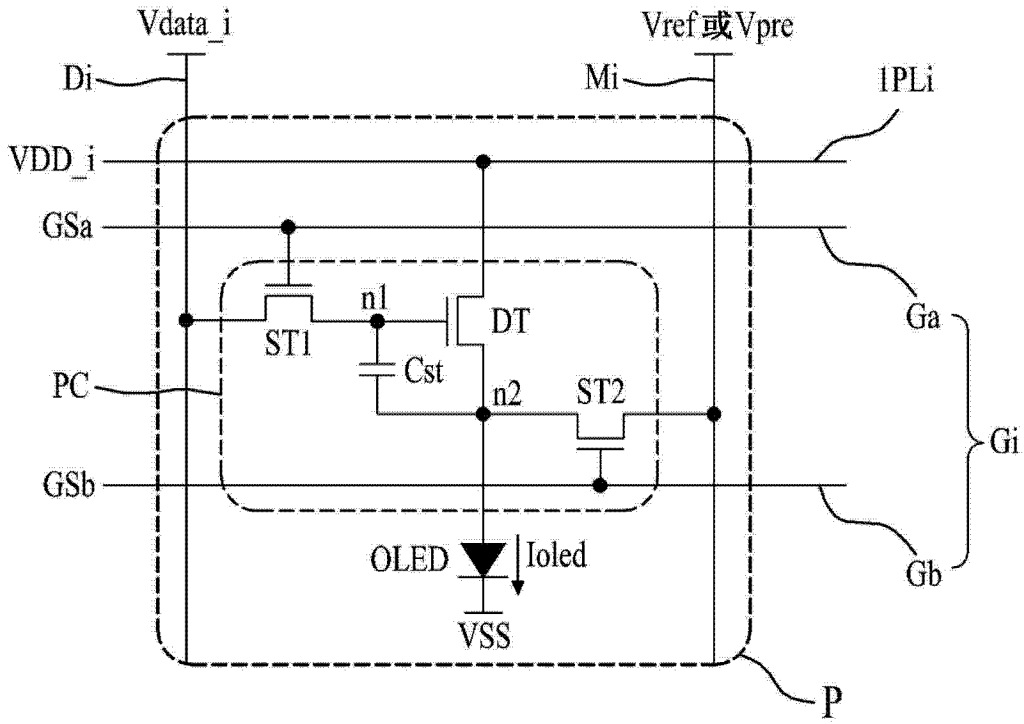 Vdata_i
Vref或Vpre
Di
Mi
1PLi
VDD_i
GSa
n1
DT
Ga
ST1
Cst
PC
n2
ST2
Gi
GSb
OLED
Ioled
Gb
VSS
P